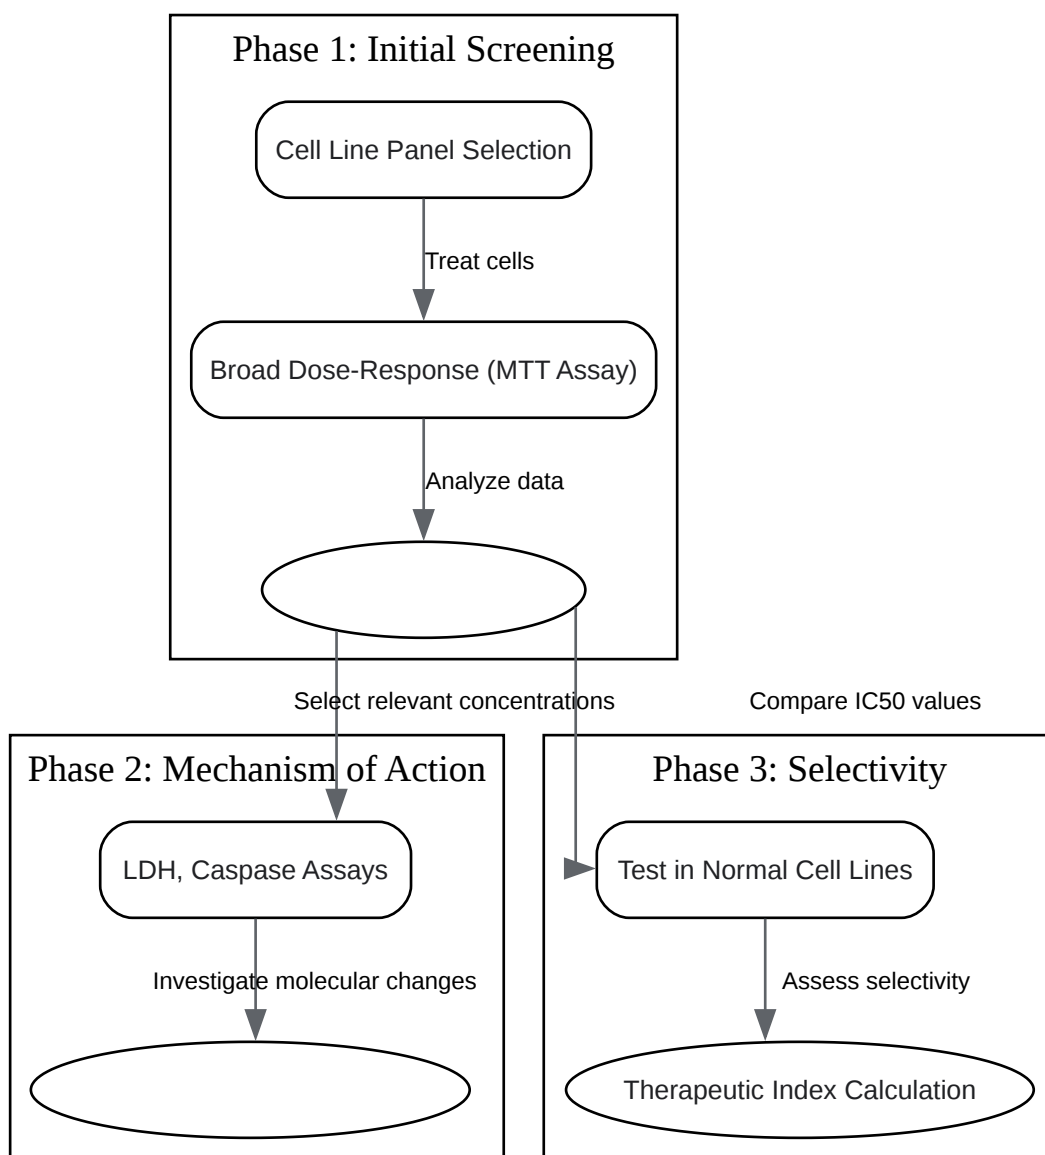 Phase 1: Initial Screening
Cell Line Panel Selection
Treat cells
Broad Dose-Response (MTT Assay)
Analyze data
Select relevant concentrations
Compare IC50 values
Phase 2: Mechanism of Action
Phase 3: Selectivity
LDH, Caspase Assays
Test in Normal Cell Lines
Investigate molecular changes
Assess selectivity
Therapeutic Index Calculation